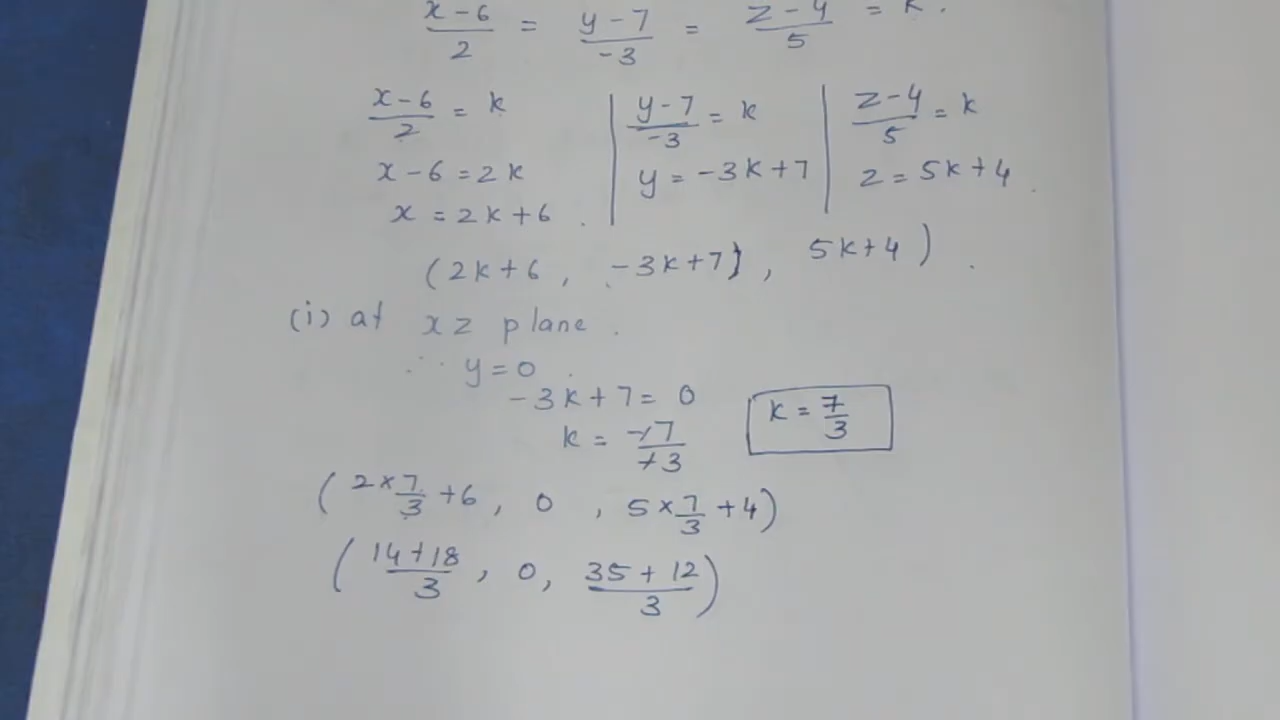 x-6/2 = y-7/-3 = z-4/5 = k.
x-6/2 = k | y-7/-3 = k | z-4/5 = k
x-6=2k | y=-3k+7 | z=5k+4.
x=2k+6.
(2k+6, -3k+7), 5k+4).
(i) at xz plane.
∴ y=0.
-3k+7=0
k = -7/-3
k = 7/3
(2×7/3+6, 0, 5×7/3+4)
(14+18/3, 0, 35+12/3)